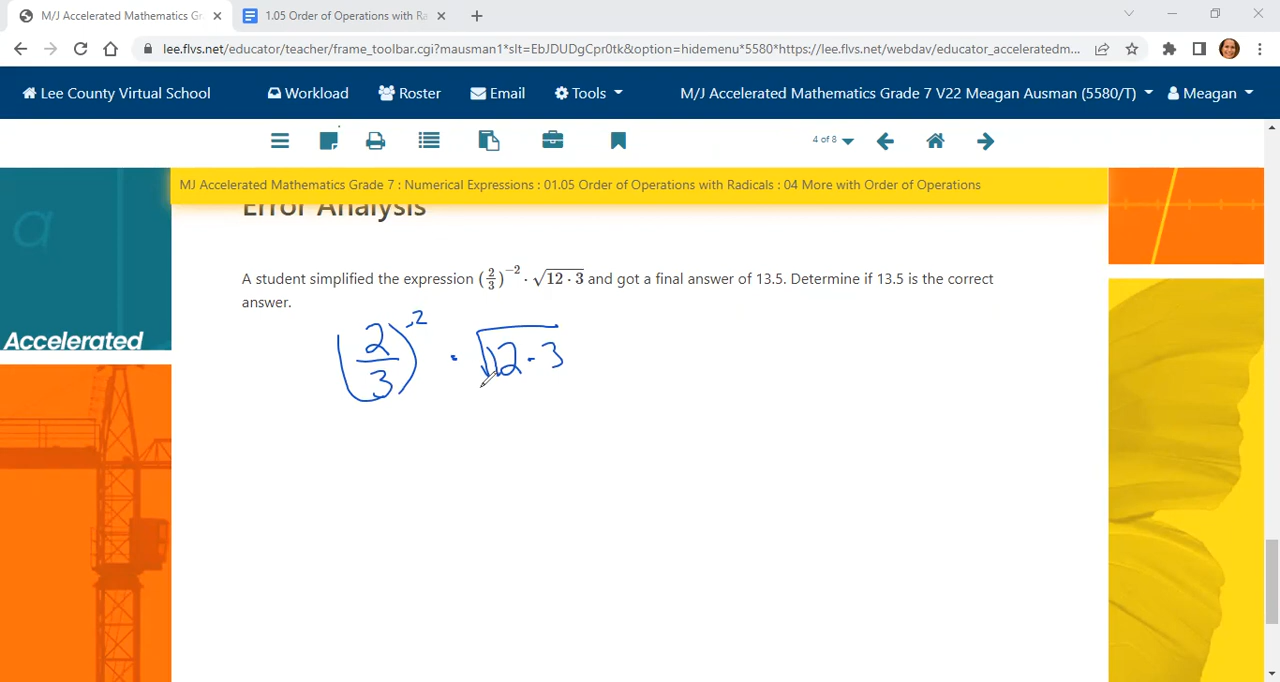 M/J Accelerated Mathematics Gr
1.05 Order of Operations with Ra
lee.flvs.net/educator/teacher/frame_toolbar.cgi?mausman1*slt=EbJDUDgCpr0tk&option=hidemenu*5580*https://lee.flvs.net/webdav/educator_acceleratedm...
Lee County Virtual School Workload Roster Email Tools M/J Accelerated Mathematics Grade 7 V22 Meagan Ausman (5580/T) Meagan
4 of 8
MJ Accelerated Mathematics Grade 7 : Numerical Expressions : 01.05 Order of Operations with Radicals : 04 More with Order of Operations
Error Analysis
A student simplified the expression (2/3)^−2 · √12 · 3 and got a final answer of 13.5. Determine if 13.5 is the correct
answer.
(2/3)^-2 · √12 · 3
a
Accelerated